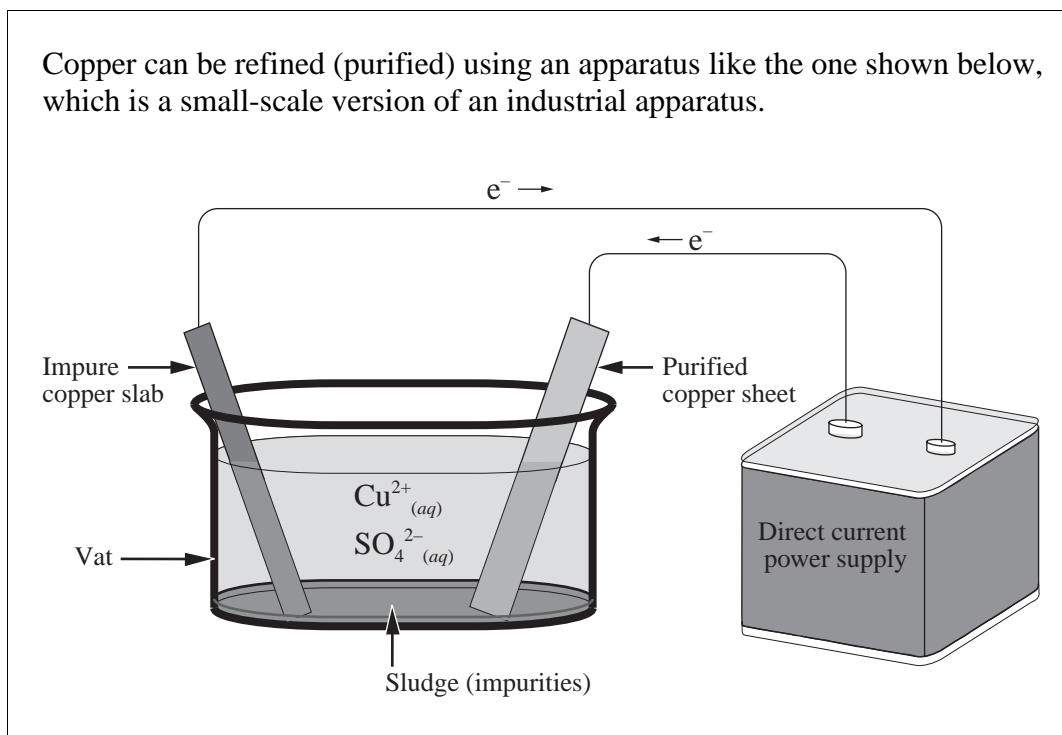 Copper can be refined (purified) using an apparatus like the one shown below,
which is a small-scale version of an industrial apparatus.
e⁻ →
← e⁻
Impure
copper slab
Purified
copper sheet
Cu²⁺(aq)
SO₄²⁻(aq)
Vat
Direct current
power supply
Sludge (impurities)